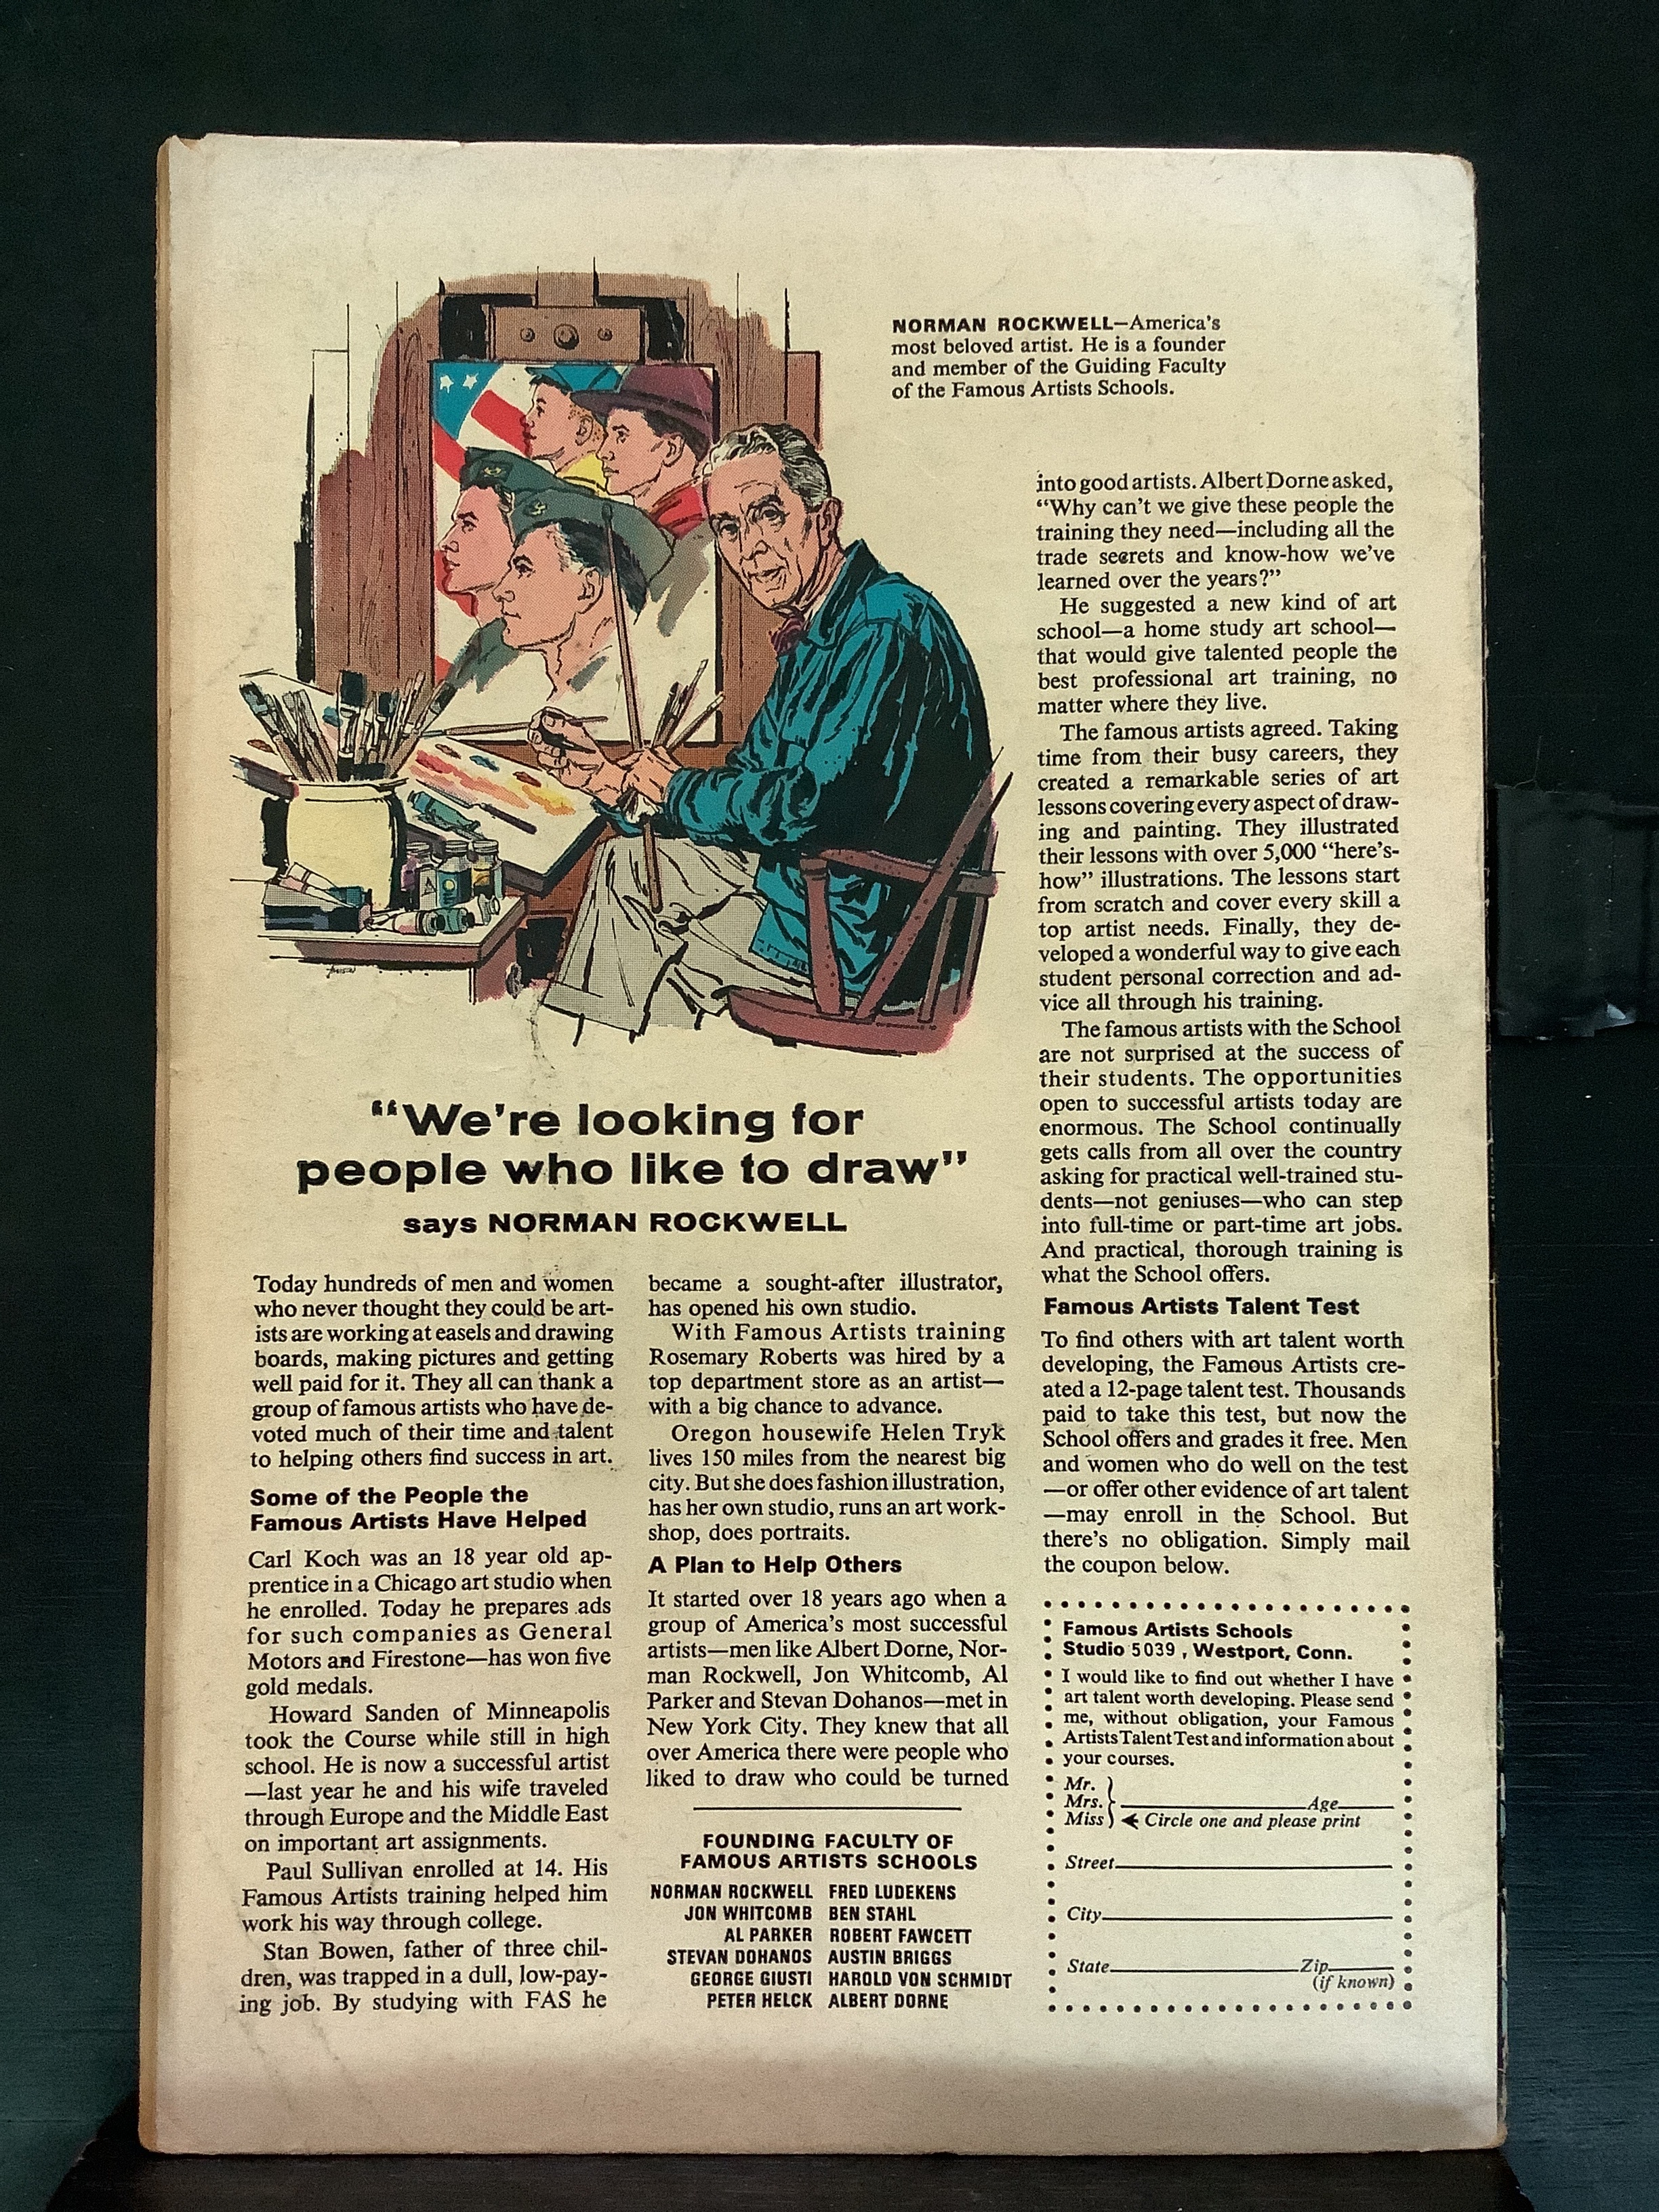 NORMAN ROCKWELL—America's
most beloved artist. He is a founder
and member of the Guiding Faculty
of the Famous Artists Schools.
"We're looking for
people who like to draw"
says NORMAN ROCKWELL
Today hundreds of men and women
who never thought they could be art-
ists are working at easels and drawing
boards, making pictures and getting
well paid for it. They all can thank a
group of famous artists who have de-
voted much of their time and talent
to helping others find success in art.
Some of the People the
Famous Artists Have Helped
Carl Koch was an 18 year old ap-
prentice in a Chicago art studio when
he enrolled. Today he prepares ads
for such companies as General
Motors and Firestone—has won five
gold medals.
Howard Sanden of Minneapolis
took the Course while still in high
school. He is now a successful artist
—last year he and his wife traveled
through Europe and the Middle East
on important art assignments.
Paul Sullivan enrolled at 14. His
Famous Artists training helped him
work his way through college.
Stan Bowen, father of three chil-
dren, was trapped in a dull, low-pay-
ing job. By studying with FAS he
became a sought-after illustrator,
has opened his own studio.
With Famous Artists training
Rosemary Roberts was hired by a
top department store as an artist—
with a big chance to advance.
Oregon housewife Helen Tryk
lives 150 miles from the nearest big
city. But she does fashion illustration,
has her own studio, runs an art work-
shop, does portraits.
A Plan to Help Others
It started over 18 years ago when a
group of America's most successful
artists—men like Albert Dorne, Nor-
man Rockwell, Jon Whitcomb, Al
Parker and Stevan Dohanos—met in
New York City. They knew that all
over America there were people who
liked to draw who could be turned
into good artists. Albert Dorne asked,
"Why can't we give these people the
training they need—including all the
trade secrets and know-how we've
learned over the years?"
He suggested a new kind of art
school—a home study art school—
that would give talented people the
best professional art training, no
matter where they live.
The famous artists agreed. Taking
time from their busy careers, they
created a remarkable series of art
lessons covering every aspect of draw-
ing and painting. They illustrated
their lessons with over 5,000 "here's-
how" illustrations. The lessons start
from scratch and cover every skill a
top artist needs. Finally, they de-
veloped a wonderful way to give each
student personal correction and ad-
vice all through his training.
The famous artists with the School
are not surprised at the success of
their students. The opportunities
open to successful artists today are
enormous. The School continually
gets calls from all over the country
asking for practical well-trained stu-
dents—not geniuses—who can step
into full-time or part-time art jobs.
And practical, thorough training is
what the School offers.
Famous Artists Talent Test
To find others with art talent worth
developing, the Famous Artists cre-
ated a 12-page talent test. Thousands
paid to take this test, but now the
School offers and grades it free. Men
and women who do well on the test
—or offer other evidence of art talent
—may enroll in the School. But
there's no obligation. Simply mail
the coupon below.
FOUNDING FACULTY OF
FAMOUS ARTISTS SCHOOLS
NORMAN ROCKWELL FRED LUDEKENS
JON WHITCOMB BEN STAHL
AL PARKER ROBERT FAWCETT
STEVAN DOHANOS AUSTIN BRIGGS
GEORGE GIUSTI HAROLD VON SCHMIDT
PETER HELCK ALBERT DORNE
Famous Artists Schools
Studio 5039 , Westport, Conn.
I would like to find out whether I have
art talent worth developing. Please send
me, without obligation, your Famous
Artists Talent Test and information about
your courses.
Mr.
Mrs. Age
Miss Circle one and please print
Street
City
State Zip
(if known)